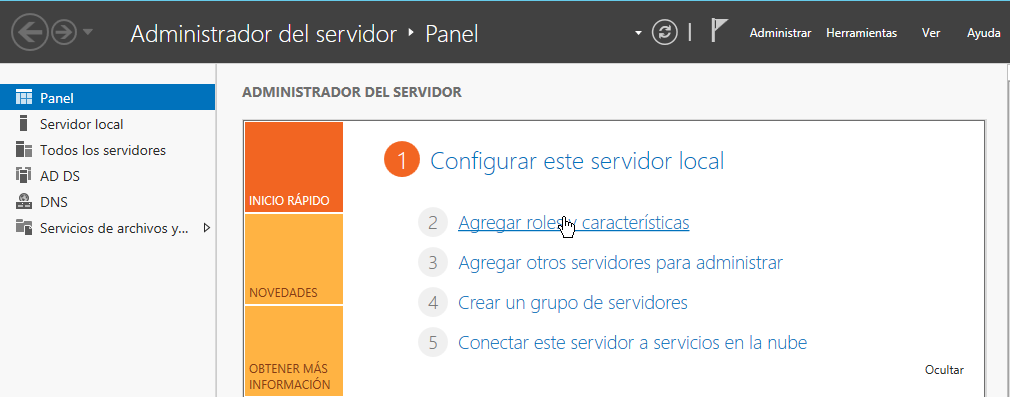 Administrador del servidor ‣ Panel
Administrar Herramientas Ver Ayuda
Panel
Servidor local
Todos los servidores
AD DS
DNS
Servicios de archivos y...
ADMINISTRADOR DEL SERVIDOR
INICIO RÁPIDO
NOVEDADES
OBTENER MÁS
INFORMACIÓN
1 Configurar este servidor local
2 Agregar roles y características
3 Agregar otros servidores para administrar
4 Crear un grupo de servidores
5 Conectar este servidor a servicios en la nube
Ocultar